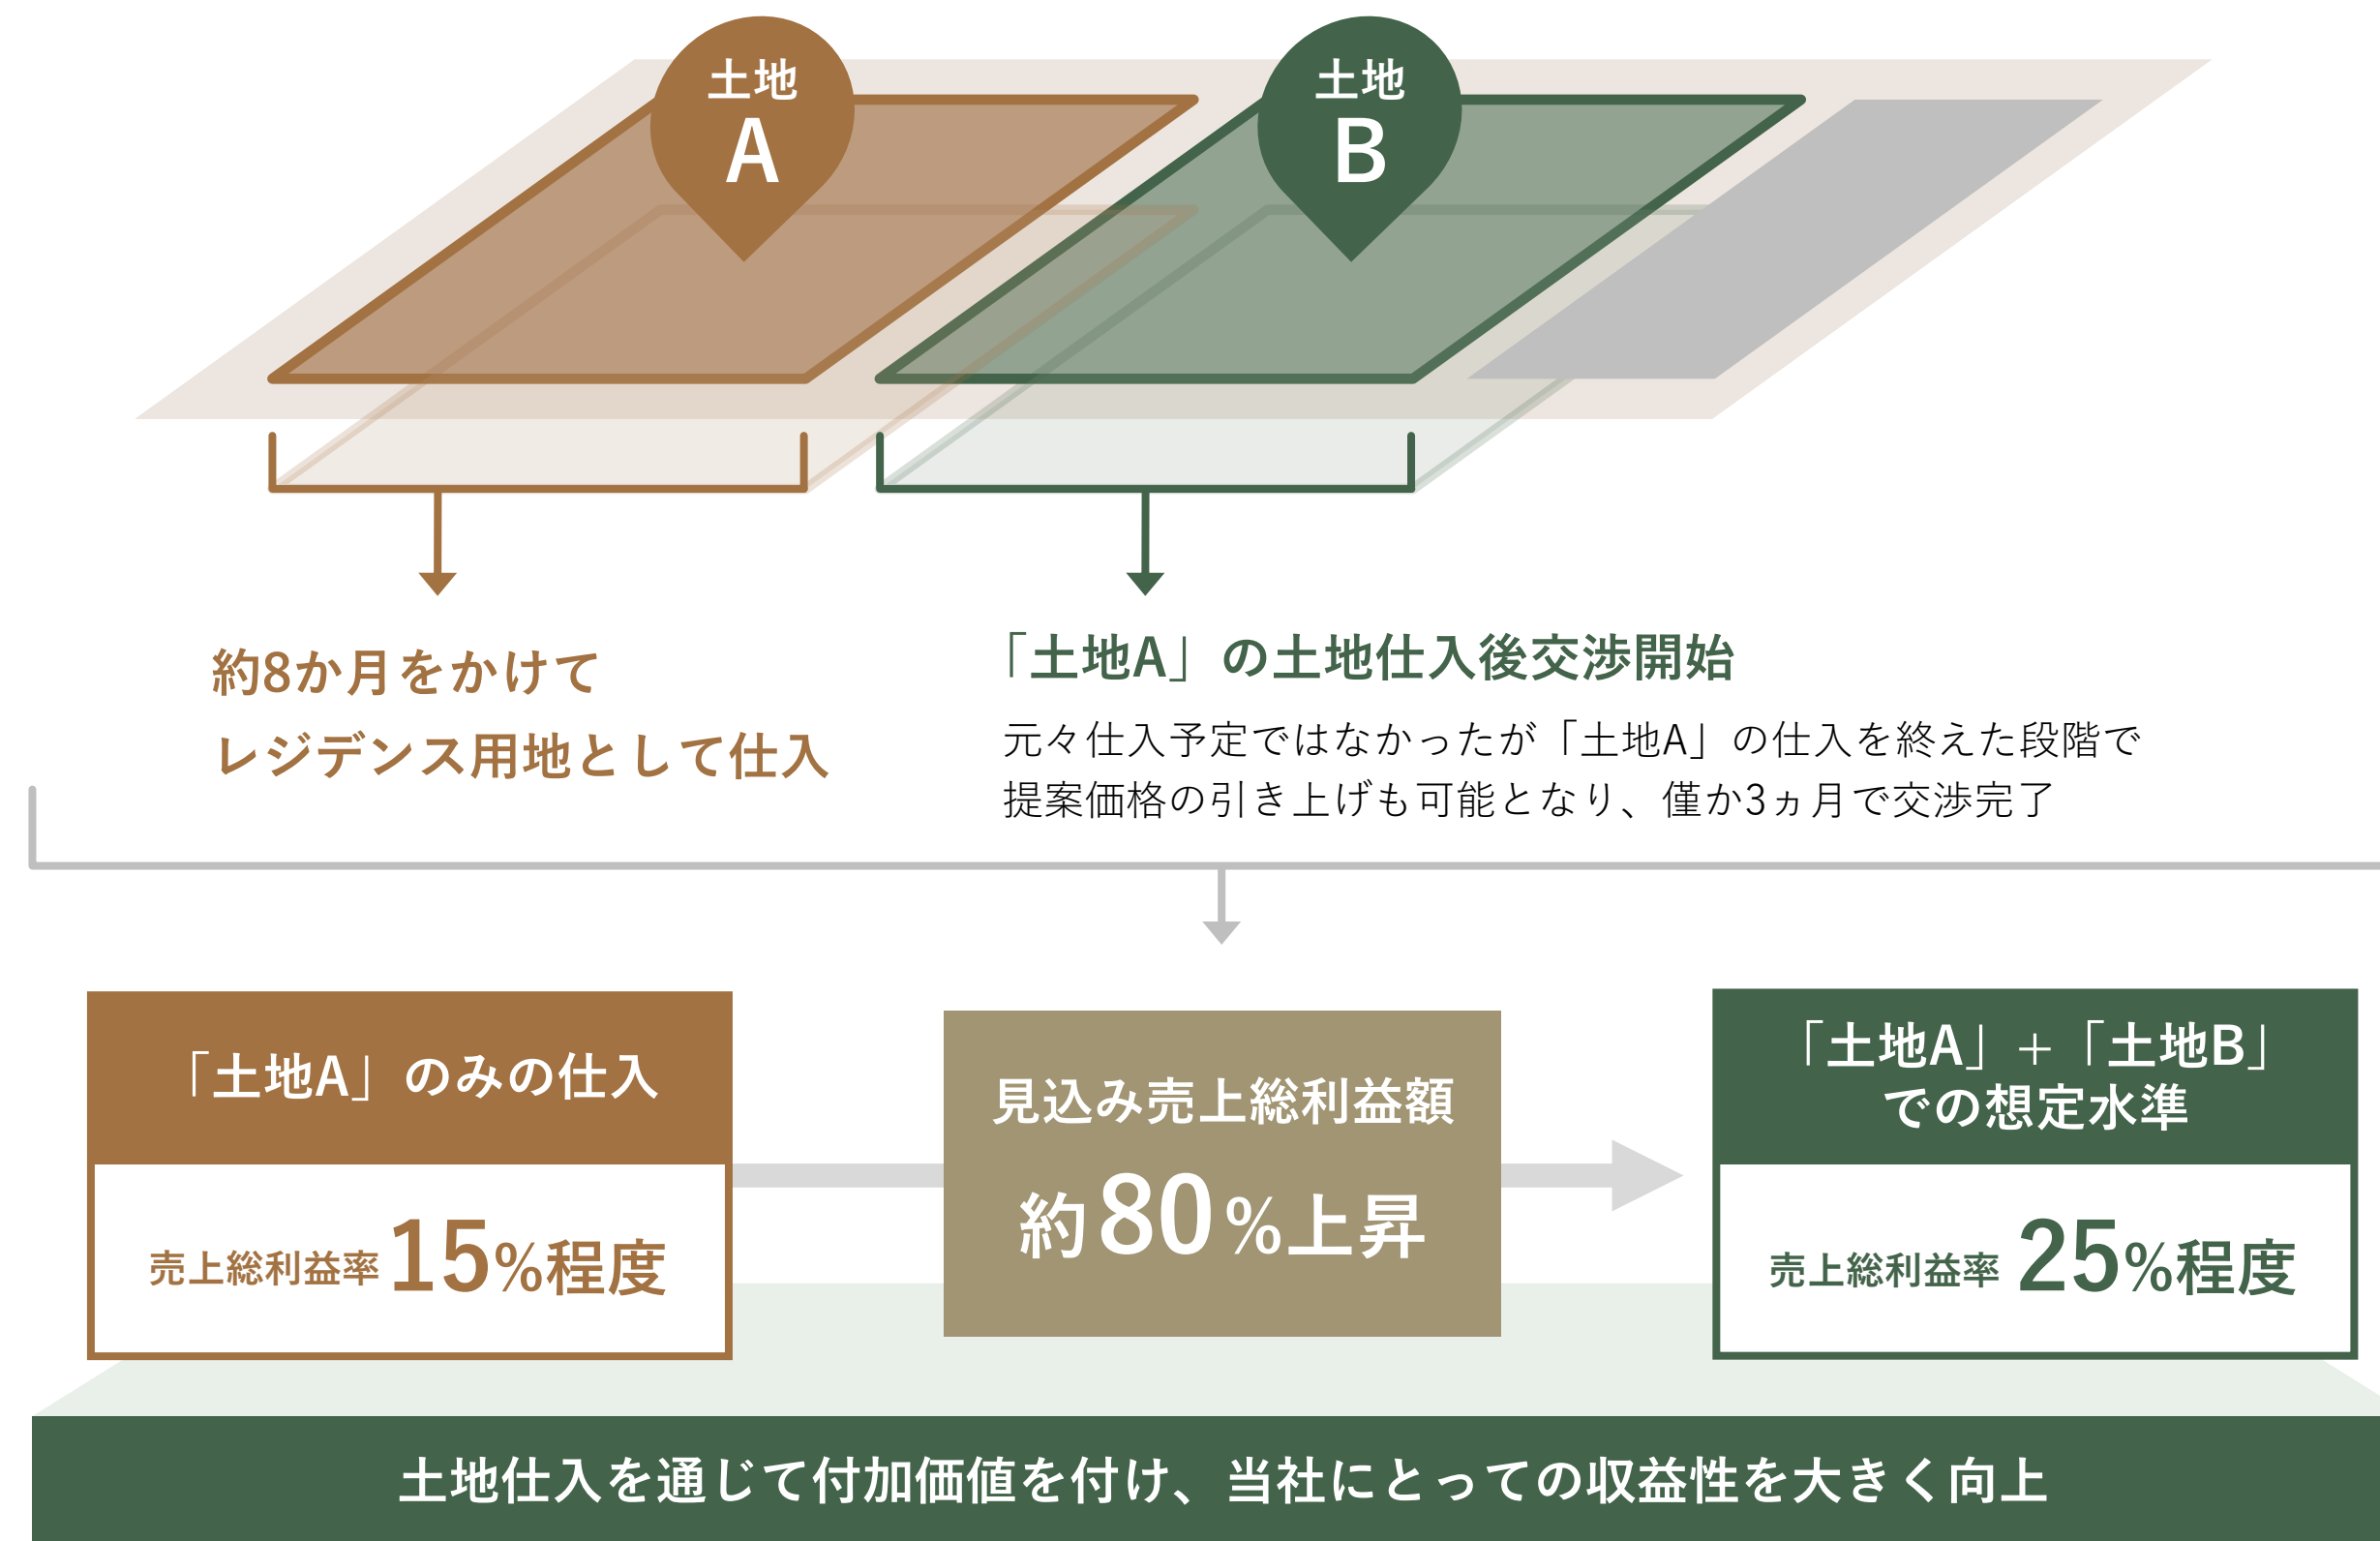 土地
A
土地
B
約8か月をかけて
レジデンス用地として仕入
「土地A」の土地仕入後交渉開始
元々仕入予定ではなかったが「土地A」の仕入を終えた段階で
提案価格の引き上げも可能となり、僅か3ヵ月で交渉完了
「土地A」のみの仕入
売上総利益率 15%程度
見込み売上総利益額
約80%上昇
「土地A」+「土地B」
での想定水準
売上総利益率 25%程度
土地仕入を通じて付加価値を付け、当社にとっての収益性を大きく向上